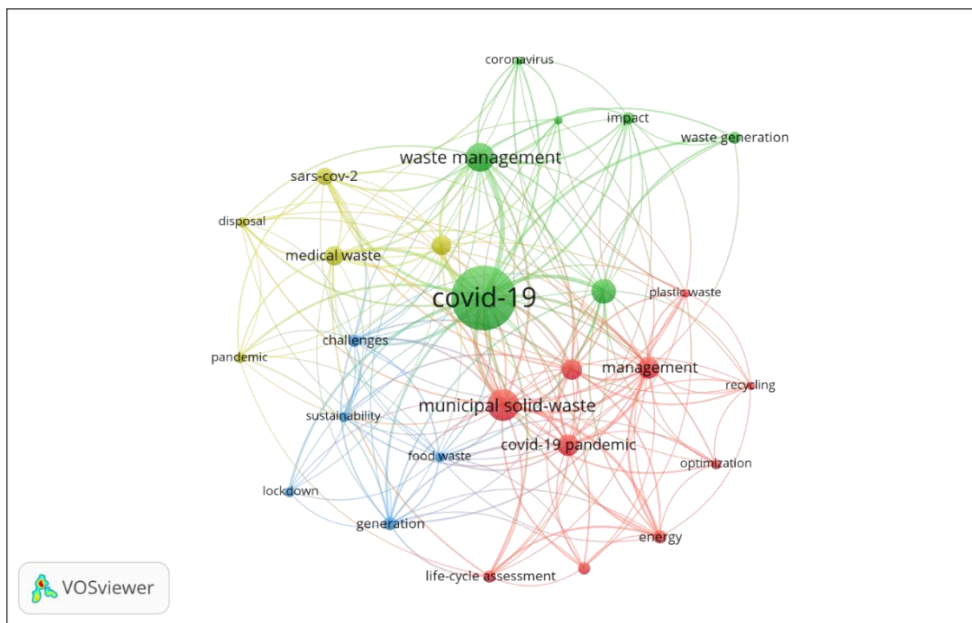 coronavirus
impact
waste generation
waste management
sars-cov-2
disposal
medical waste
covid-19
plastic waste
challenges
pandemic
management
recycling
municipal solid-waste
sustainability
covid-19 pandemic
food waste
optimization
lockdown
generation
energy
life-cycle assessment
VOSviewer